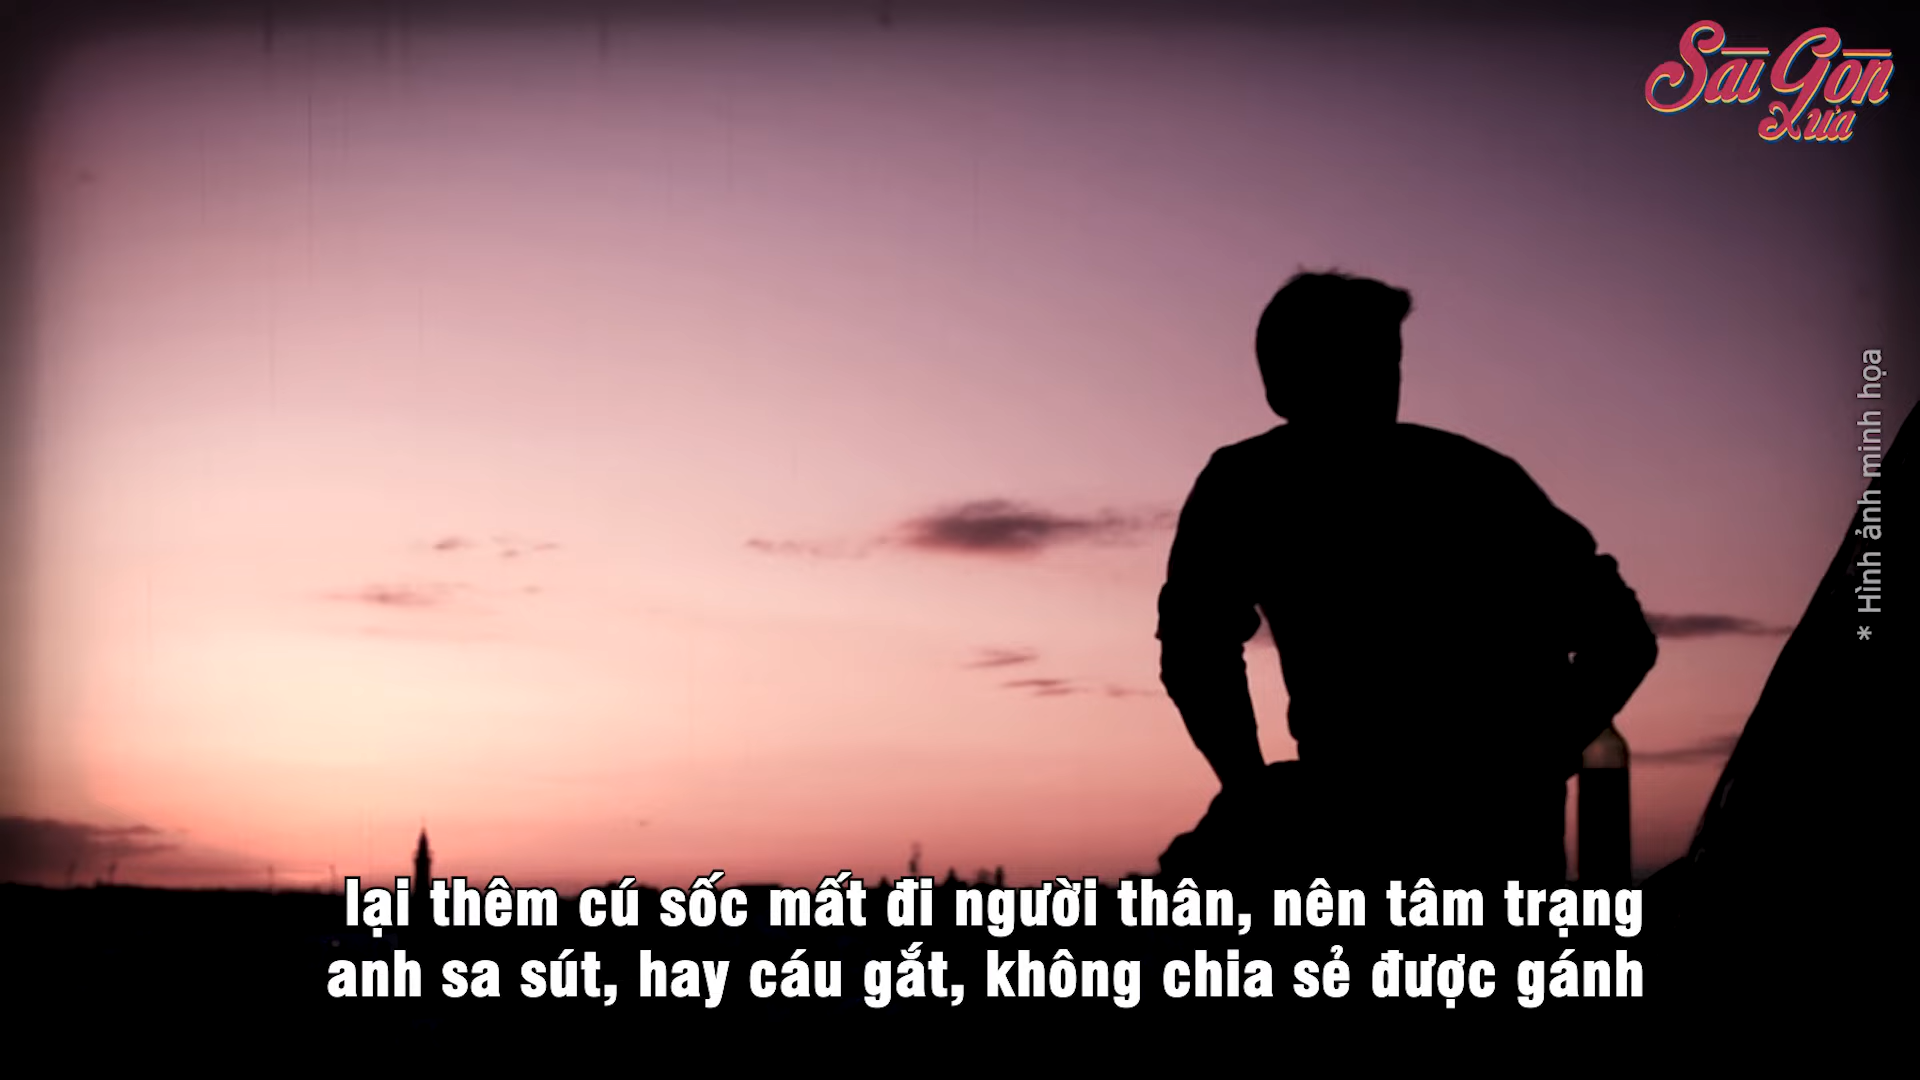 Sài Gòn
Xưa
* Hình ảnh minh họa
lại thêm cú sốc mất đi người thân, nên tâm trạng
anh sa sút, hay cáu gắt, không chia sẻ được gánh